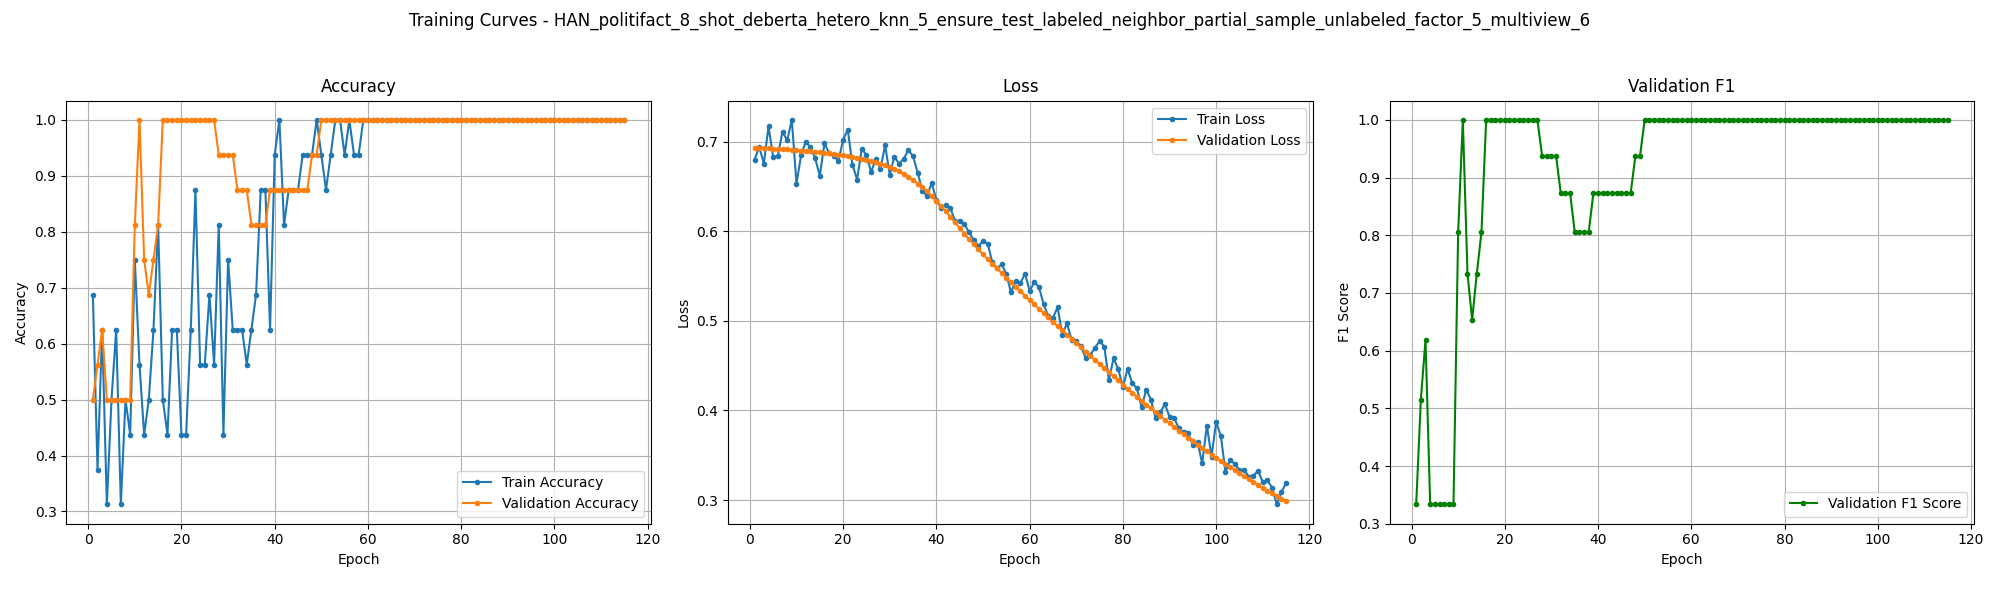 Training Curves - HAN_politifact_8_shot_deberta_hetero_knn_5_ensure_test_labeled_neighbor_partial_sample_unlabeled_factor_5_multiview_6
Accuracy
1.0
0.9
0.8
0.7
0.6
0.5
0.4
0.3
Accuracy
0 20 40 60 80 100 120
Epoch
Train Accuracy
Validation Accuracy
Loss
0.7
0.6
0.5
0.4
0.3
Loss
0 20 40 60 80 100 120
Epoch
Train Loss
Validation Loss
Validation F1
1.0
0.9
0.8
0.7
0.6
0.5
0.4
0.3
F1 Score
0 20 40 60 80 100 120
Epoch
Validation F1 Score